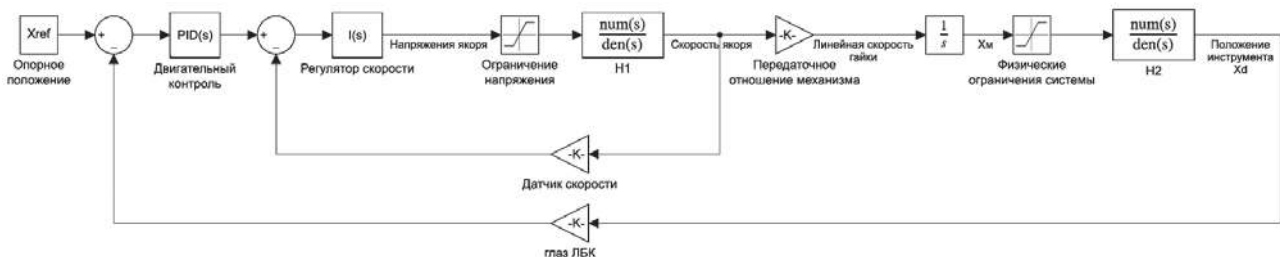 Xref
Опорное
положение
+
−
PID(s)
Двигательный
контроль
+
−
I(s)
Регулятор скорости
Напряжения якоря
Ограничение
напряжения
num(s)
den(s)
H1
Скорость якоря
-K-
Передаточное
отношение механизма
Линейная скорость
гайки
1
s
Xм
Физические
ограничения системы
num(s)
den(s)
H2
Положение
инструмента
Xd
-K-
Датчик скорости
-K-
глаз ЛБК